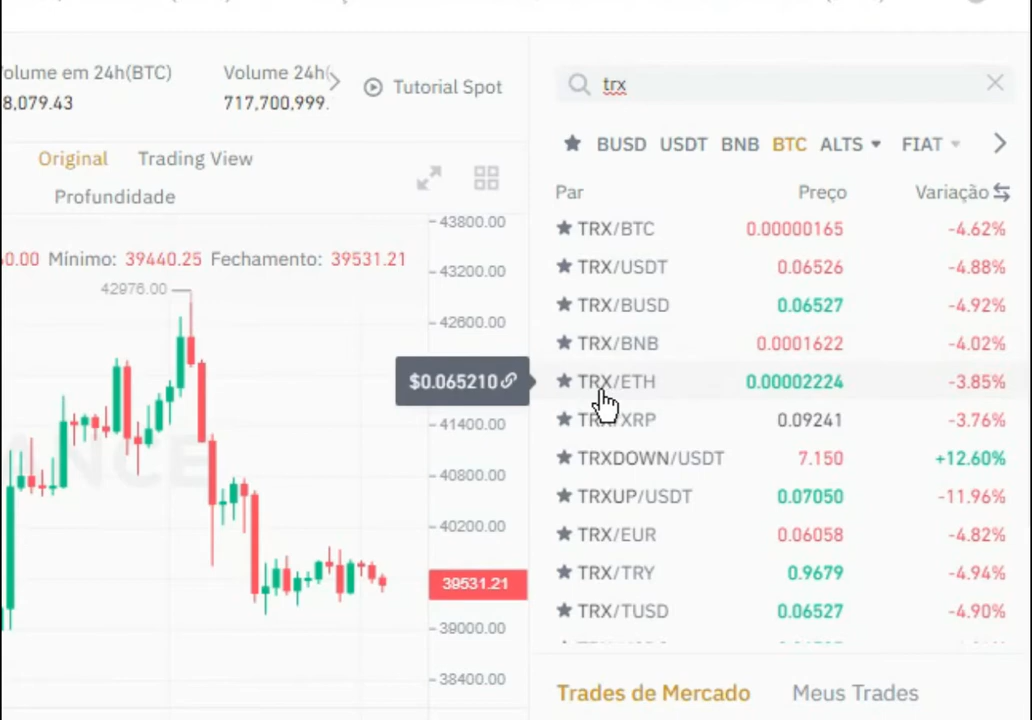 olume em 24h(BTC)
Volume 24h(
8,079.43
717,700,999.
Tutorial Spot
Original
Trading View
Profundidade
0.00 Mínimo: 39440.25 Fechamento: 39531.21
42976.00
43800.00
43200.00
42600.00
41400.00
40800.00
40200.00
39531.21
39000.00
38400.00
$0.065210
trx
BUSD USDT BNB BTC ALTS FIAT
Par Preço Variação
TRX/BTC 0.00000165 -4.62%
TRX/USDT 0.06526 -4.88%
TRX/BUSD 0.06527 -4.92%
TRX/BNB 0.0001622 -4.02%
TRX/ETH 0.00002224 -3.85%
TRX/XRP 0.09241 -3.76%
TRXDOWN/USDT 7.150 +12.60%
TRXUP/USDT 0.07050 -11.96%
TRX/EUR 0.06058 -4.82%
TRX/TRY 0.9679 -4.94%
TRX/TUSD 0.06527 -4.90%
Trades de Mercado
Meus Trades